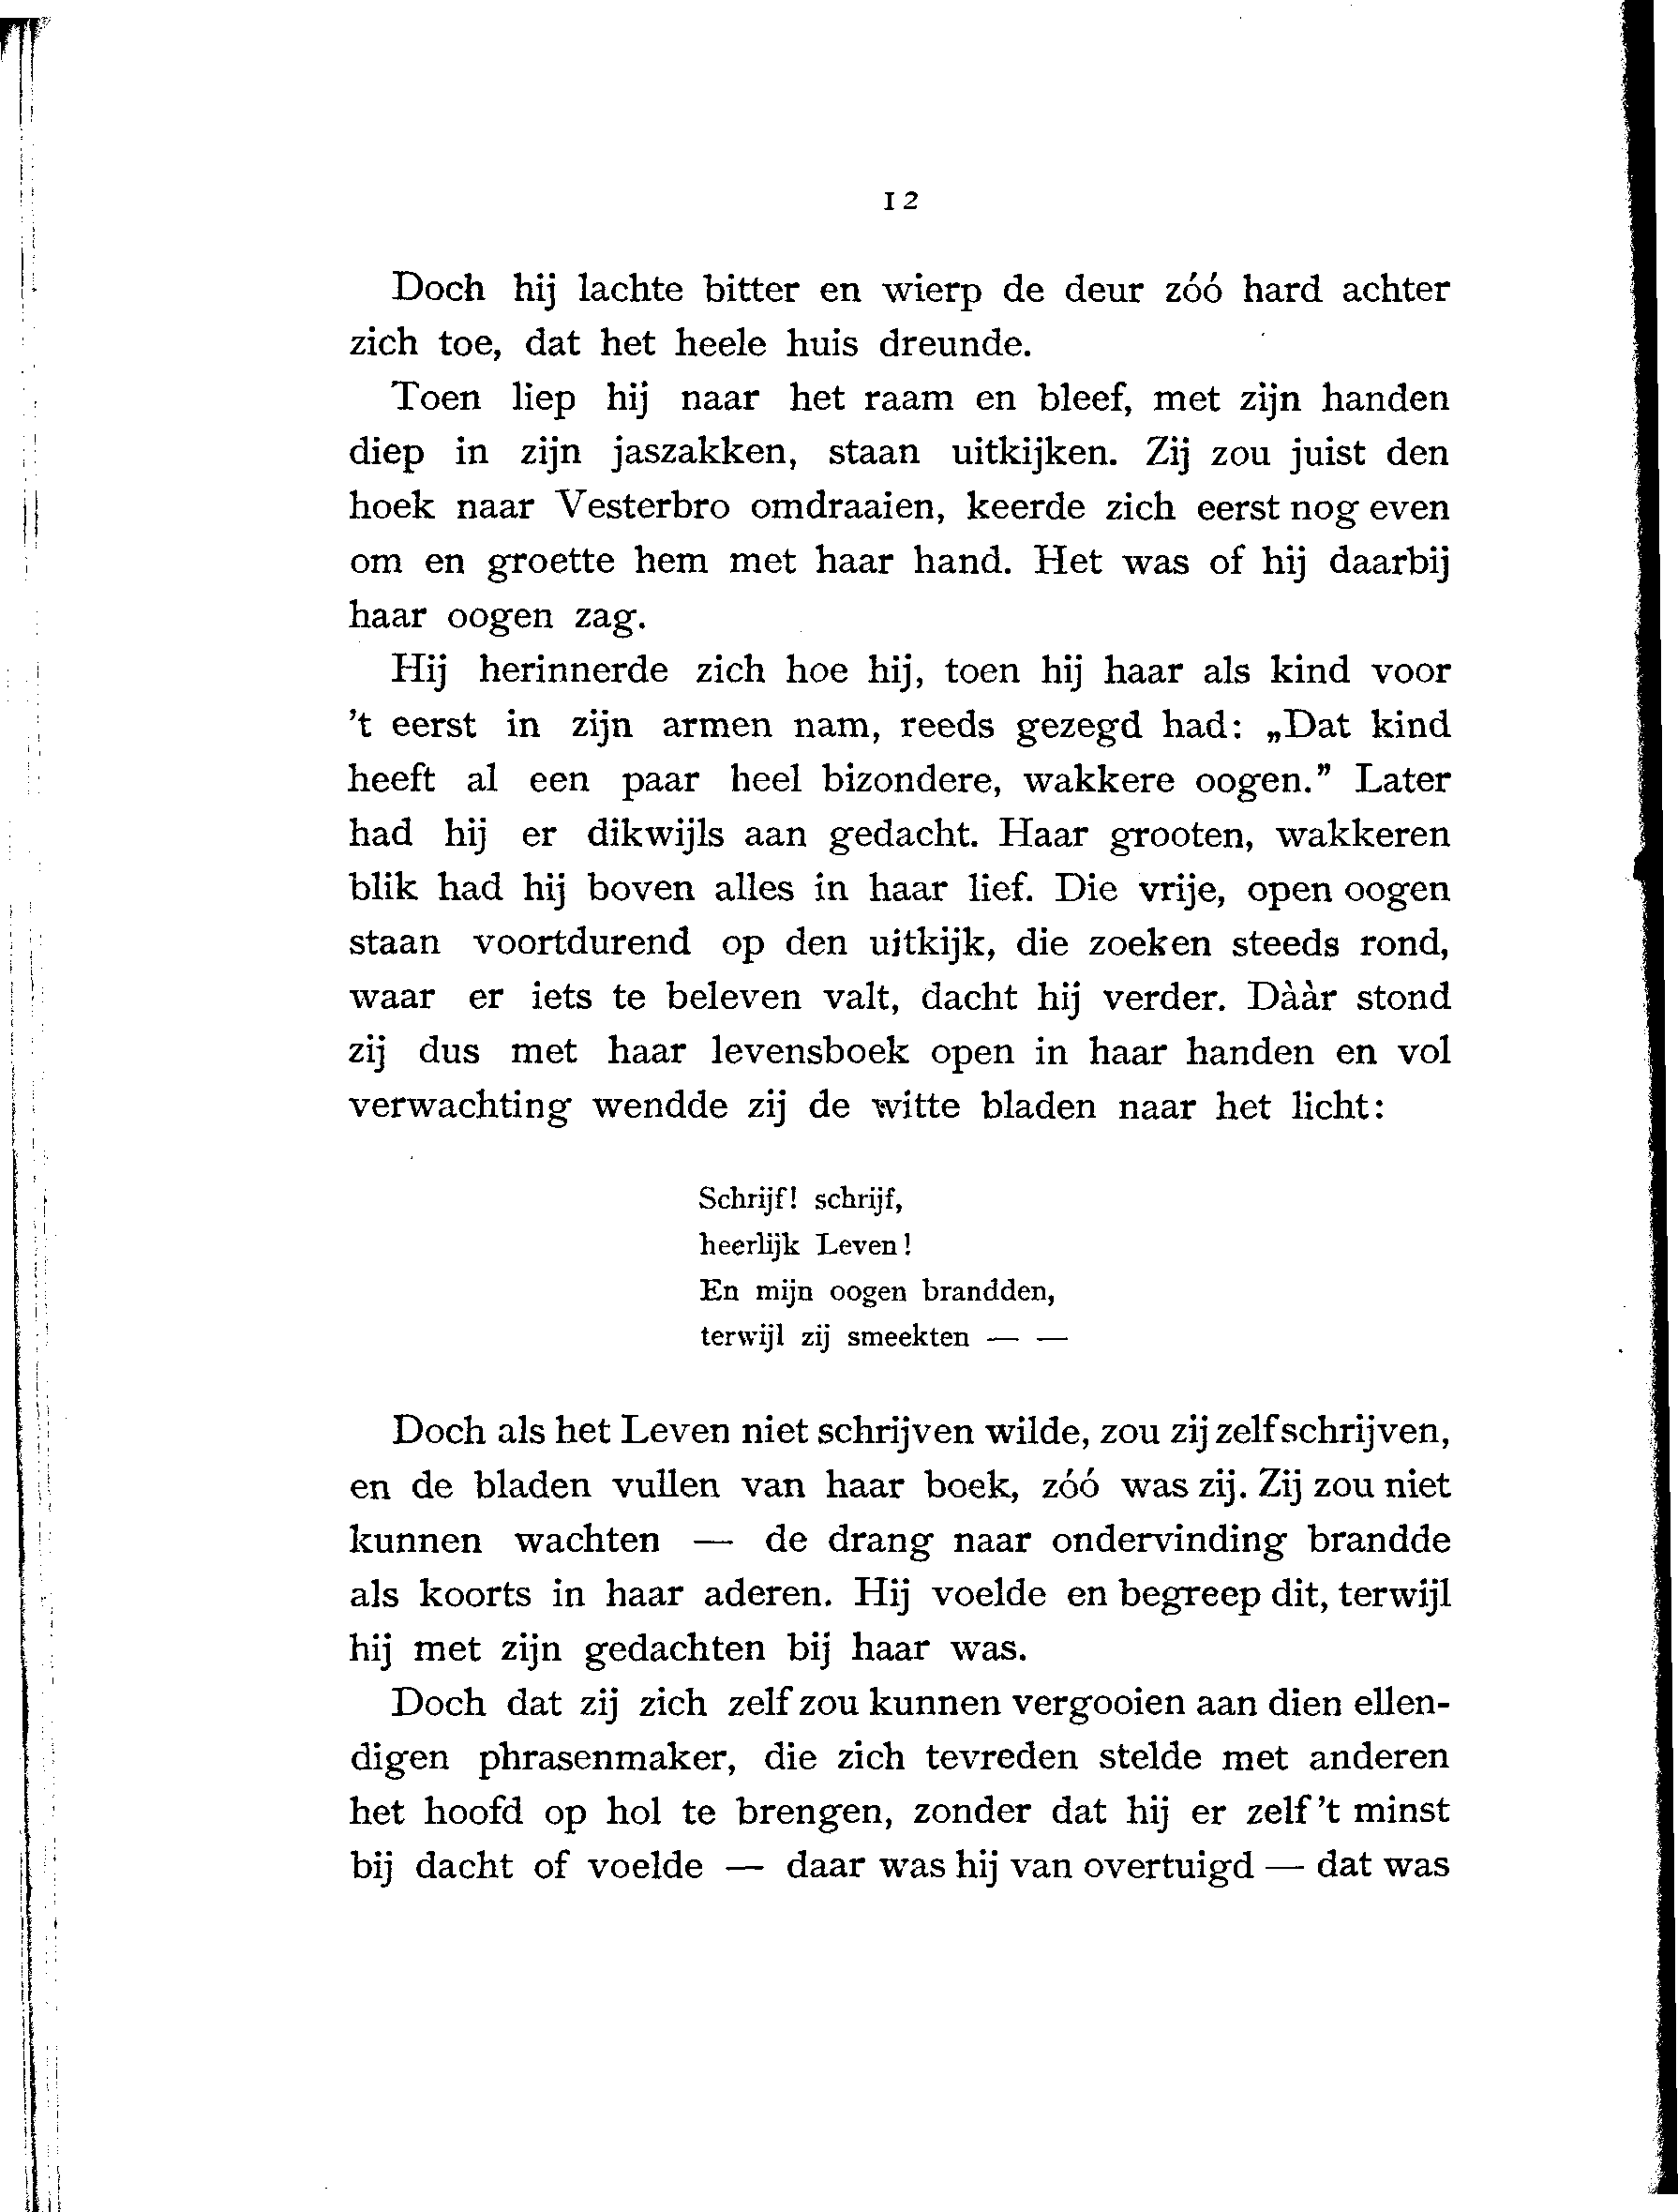 12
Doch hij lachte bitter en wierp de deur zóó hard achter
zich toe, dat het heele huis dreunde.
Toen liep hij naar het raam en bleef, met zijn handen
diep in zijn jaszakken, staan uitkijken. Zij zou juist den
hoek naar Vesterbro omdraaien, keerde zich eerst nog even
om en groette hem met haar hand. Het was of hij daarbij
haar oogen zag.
Hij herinnerde zich hoe hij, toen hij haar als kind voor
't eerst in zijn armen nam, reeds gezegd had: „Dat kind
heeft al een paar heel bizondere, wakkere oogen.” Later
had hij er dikwijls aan gedacht. Haar grooten, wakkeren
blik had hij boven alles in haar lief. Die vrije, open oogen
staan voortdurend op den uitkijk, die zoeken steeds rond,
waar er iets te beleven valt, dacht hij verder. Dààr stond
zij dus met haar levensboek open in haar handen en vol
verwachting wendde zij de witte bladen naar het licht:
Schrijf! schrijf,
heerlijk Leven!
En mijn oogen brandden,
terwijl zij smeekten — —
Doch als het Leven niet schrijven wilde, zou zij zelf schrijven,
en de bladen vullen van haar boek, zóó was zij. Zij zou niet
kunnen wachten — de drang naar ondervinding brandde
als koorts in haar aderen. Hij voelde en begreep dit, terwijl
hij met zijn gedachten bij haar was.
Doch dat zij zich zelf zou kunnen vergooien aan dien ellen-
digen phrasenmaker, die zich tevreden stelde met anderen
het hoofd op hol te brengen, zonder dat hij er zelf 't minst
bij dacht of voelde — daar was hij van overtuigd — dat was